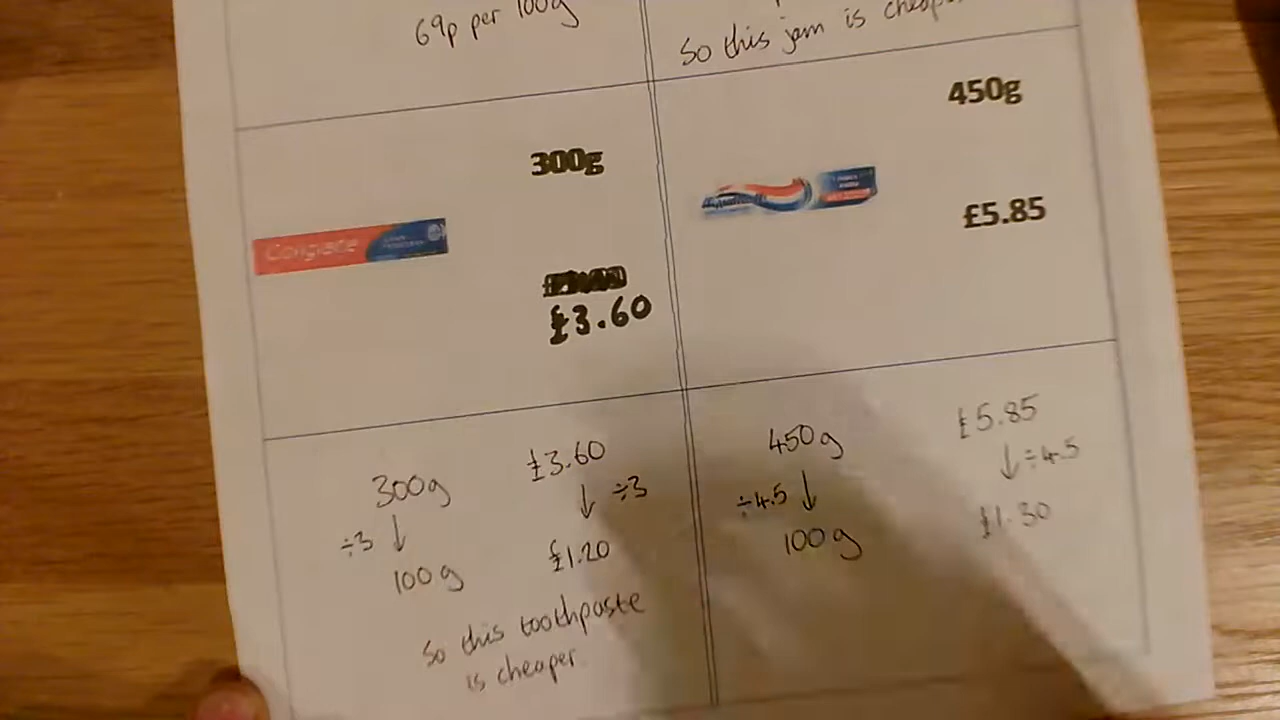 69p per 100g
So this jam is
300g
Colgate
£3.60
450g
£5.85
300g £3.60
÷3 ↓ ↓ ÷3
100g £1.20
So this toothpaste
is cheaper
450g £5.85
÷4.5 ↓ ↓ ÷4.5
100g £1.30